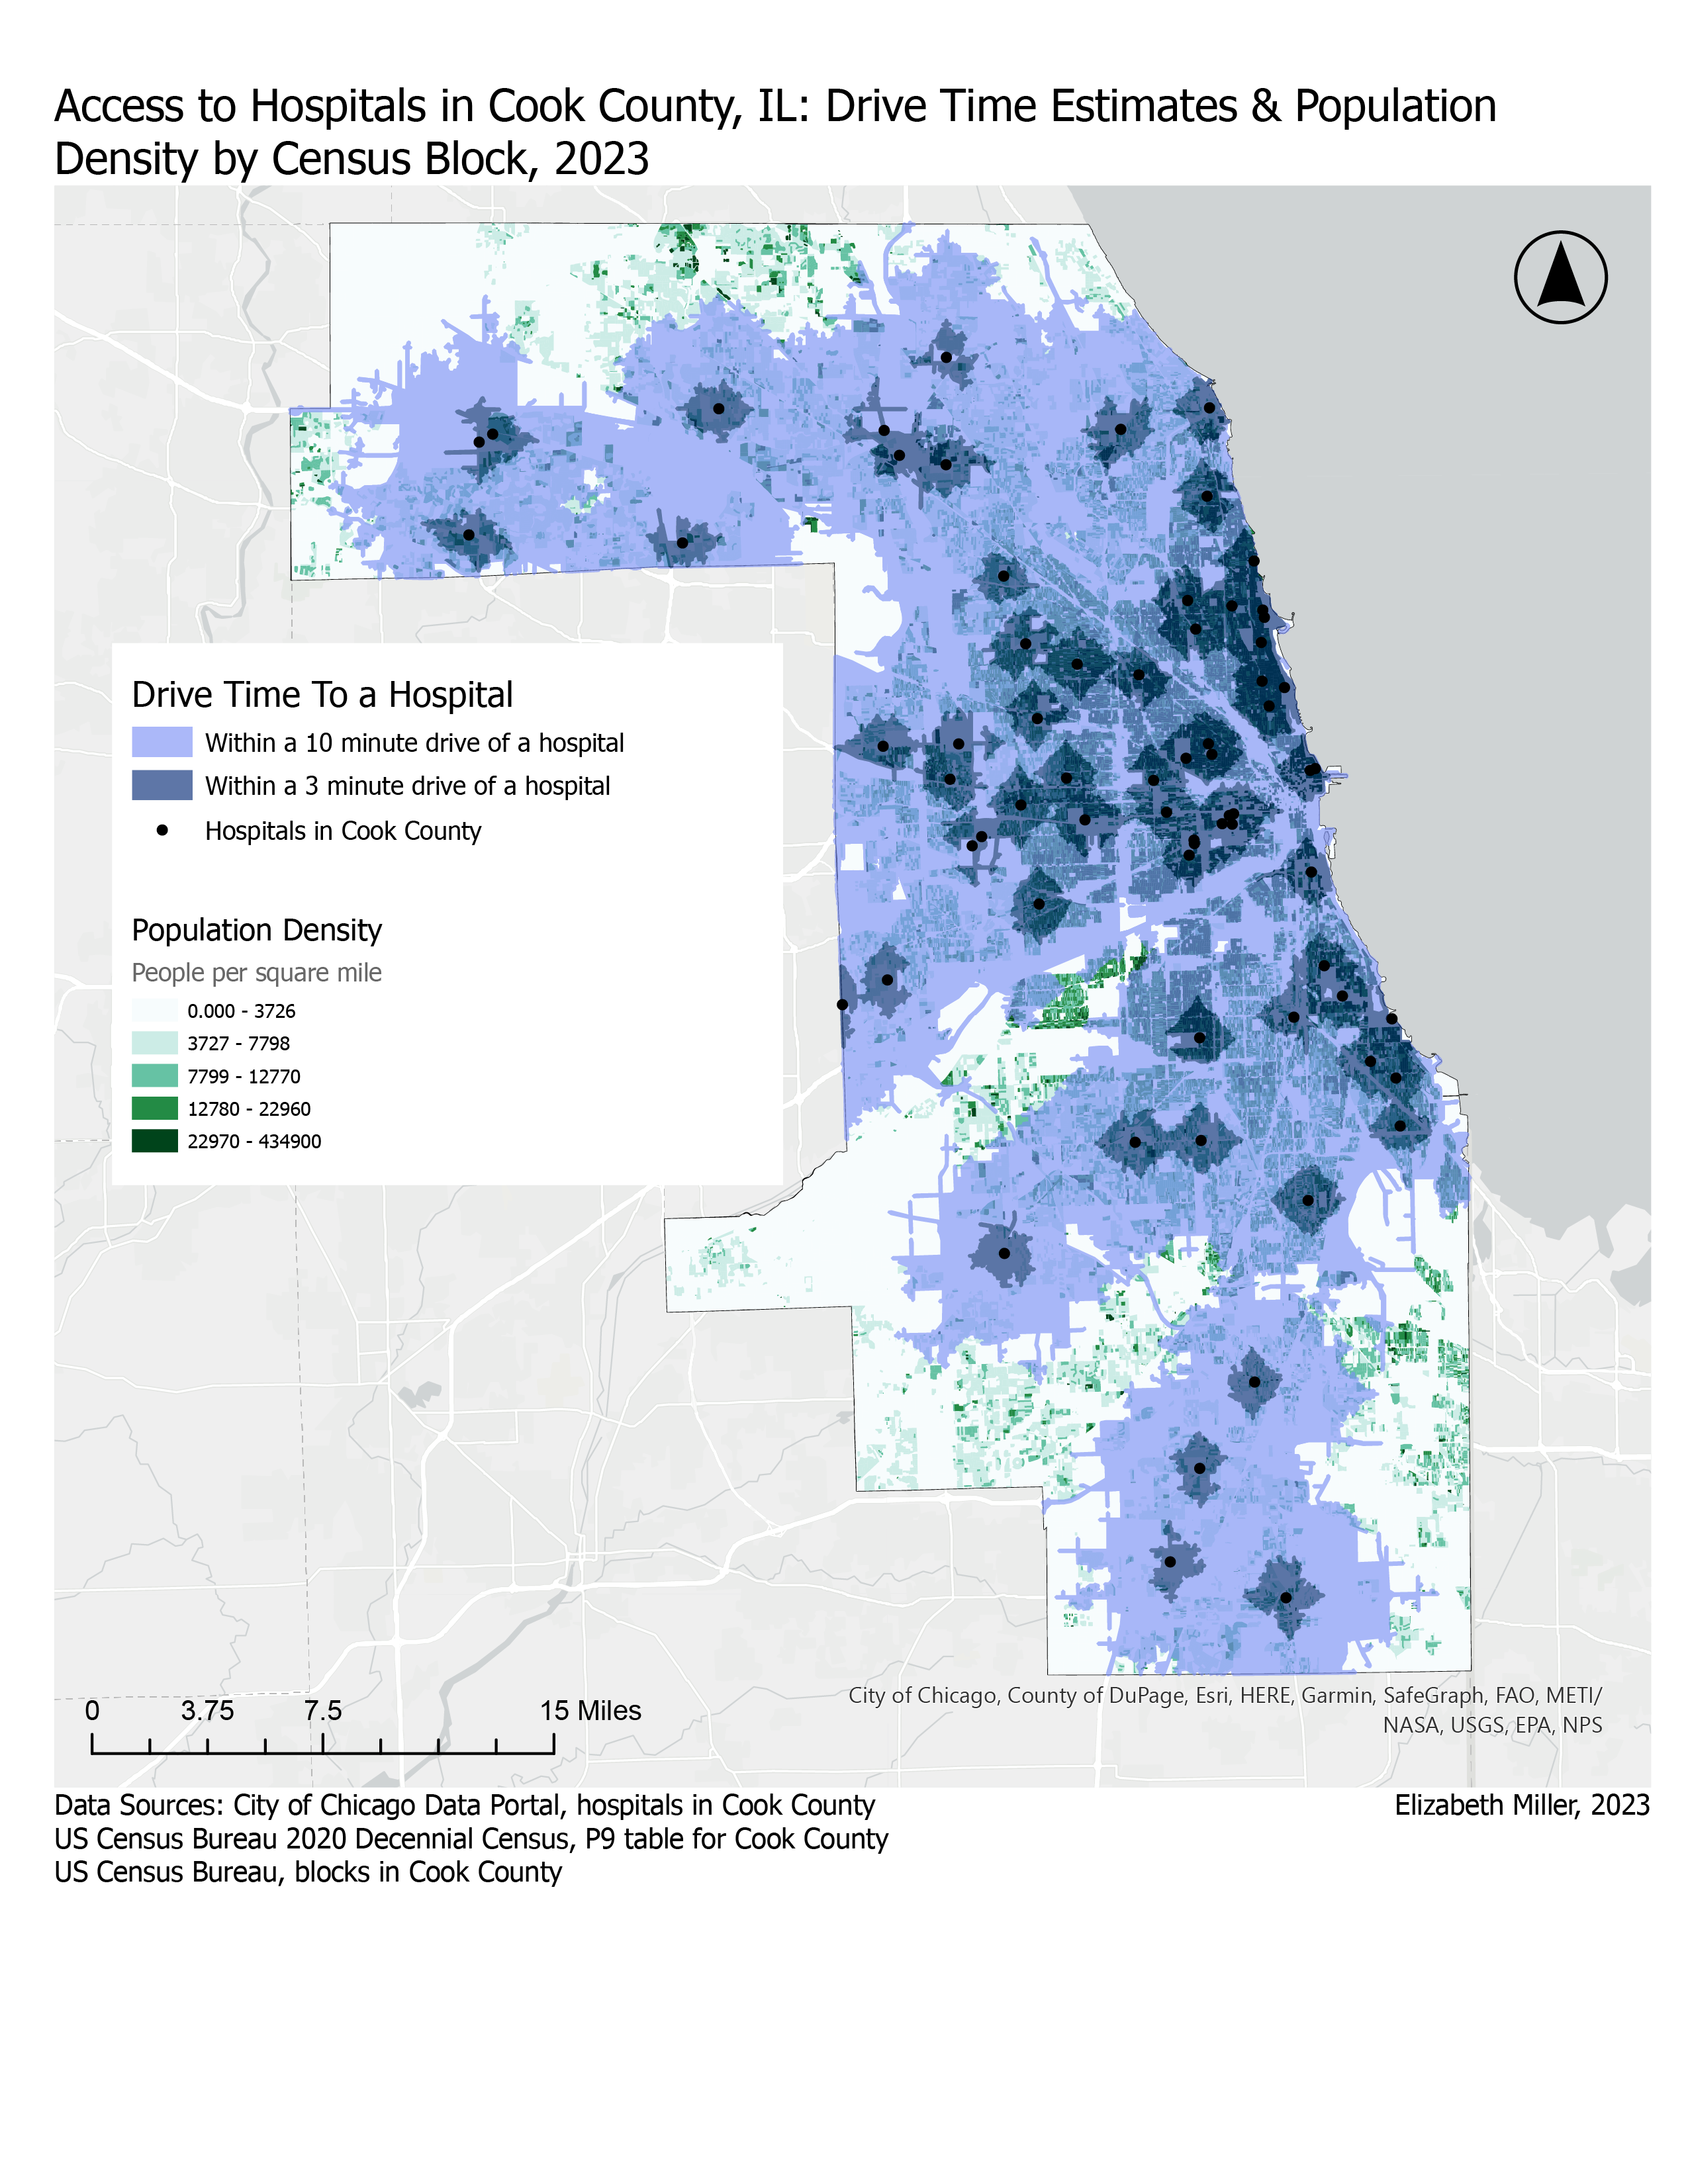 Access to Hospitals in Cook County, IL: Drive Time Estimates & Population
Density by Census Block, 2023
Drive Time To a Hospital
Within a 10 minute drive of a hospital
Within a 3 minute drive of a hospital
Hospitals in Cook County
Population Density
People per square mile
0.000 - 3726
3727 - 7798
7799 - 12770
12780 - 22960
22970 - 434900
0 3.75 7.5 15 Miles
City of Chicago, County of DuPage, Esri, HERE, Garmin, SafeGraph, FAO, METI/
NASA, USGS, EPA, NPS
Data Sources: City of Chicago Data Portal, hospitals in Cook County
US Census Bureau 2020 Decennial Census, P9 table for Cook County
US Census Bureau, blocks in Cook County
Elizabeth Miller, 2023